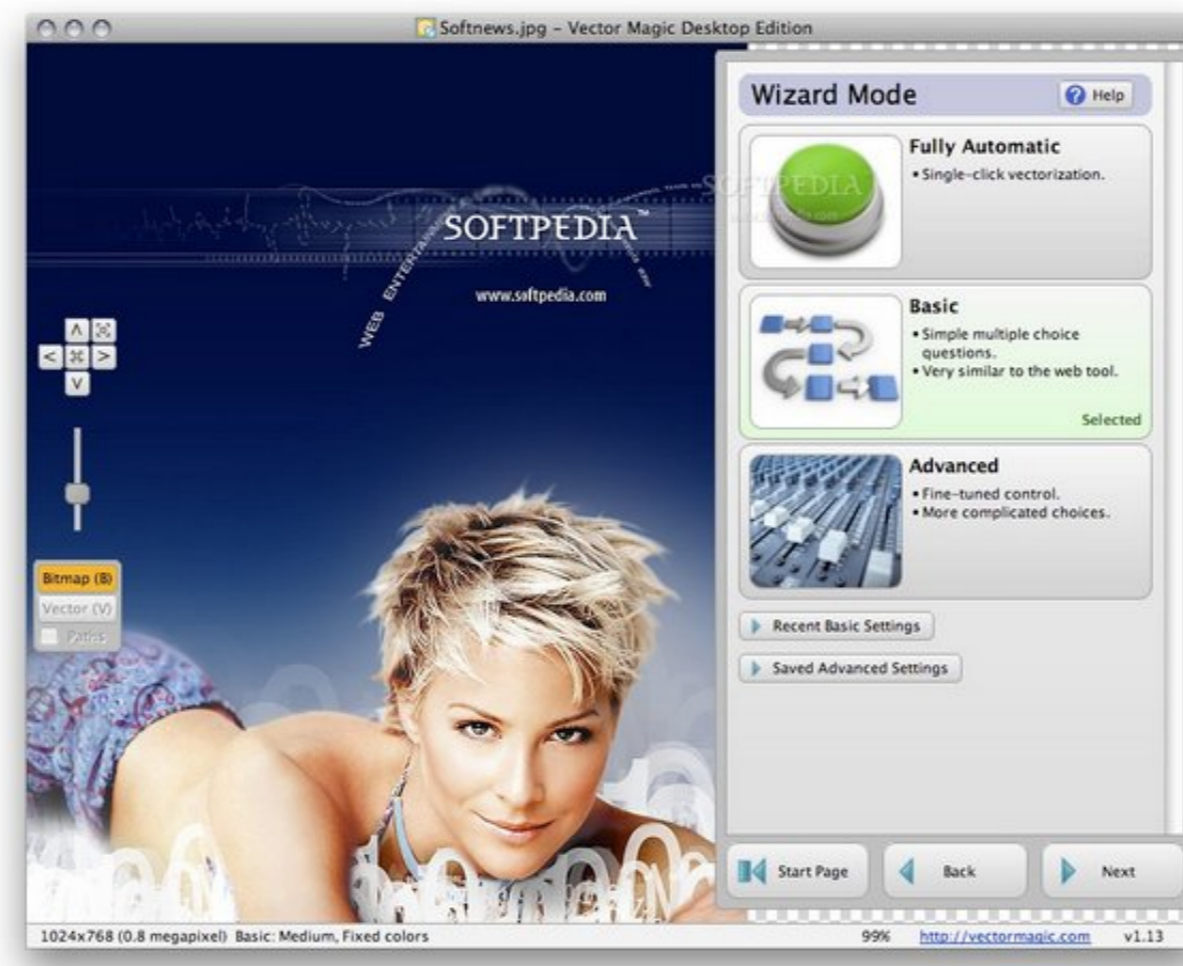 Softnews.jpg - Vector Magic Desktop Edition
Wizard Mode
Help
Fully Automatic
• Single-click vectorization.
SOFTPEDIA
SOFTPEDIA™
WEB ENTERTAINMENT
www.softpedia.com
Basic
• Simple multiple choice
questions.
• Very similar to the web tool.
Selected
Advanced
• Fine-tuned control.
• More complicated choices.
Bitmap (B)
Vector (V)
Paths
Recent Basic Settings
Saved Advanced Settings
Start Page
Back
Next
1024x768 (0.8 megapixel) Basic: Medium, Fixed colors
99%
http://vectormagic.com
v1.13